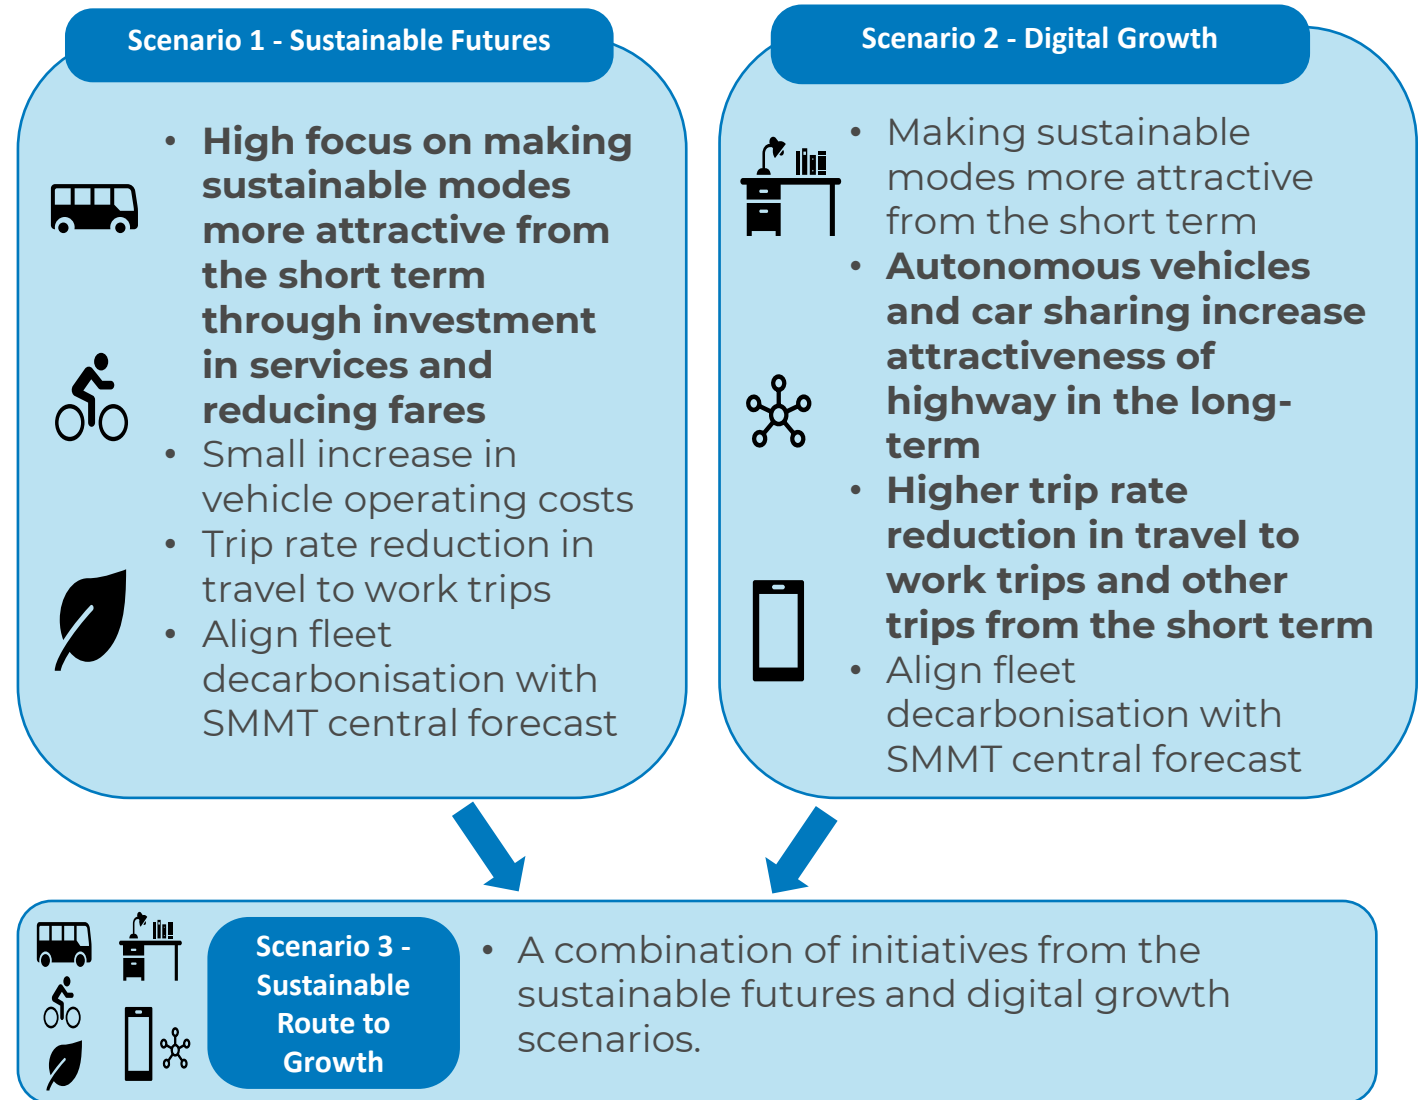 Scenario 1 - Sustainable Futures
• High focus on making
sustainable modes
more attractive from
the short term
through investment
in services and
reducing fares
• Small increase in
vehicle operating costs
• Trip rate reduction in
travel to work trips
• Align fleet
decarbonisation with
SMMT central forecast
Scenario 2 - Digital Growth
• Making sustainable
modes more attractive
from the short term
• Autonomous vehicles
and car sharing increase
attractiveness of
highway in the long-
term
• Higher trip rate
reduction in travel to
work trips and other
trips from the short term
• Align fleet
decarbonisation with
SMMT central forecast
Scenario 3 -
Sustainable
Route to
Growth
• A combination of initiatives from the
sustainable futures and digital growth
scenarios.